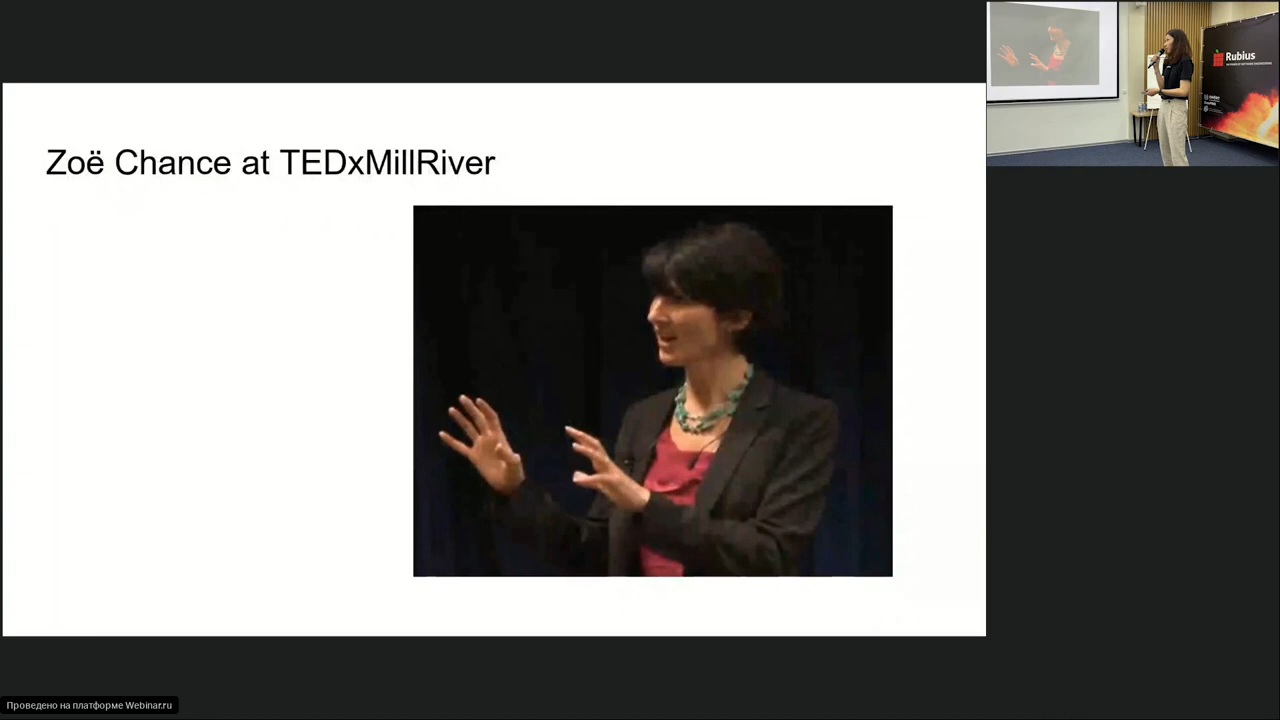 Zoë Chance at TEDxMillRiver
Rubius
Проведено на платформе Webinar.ru